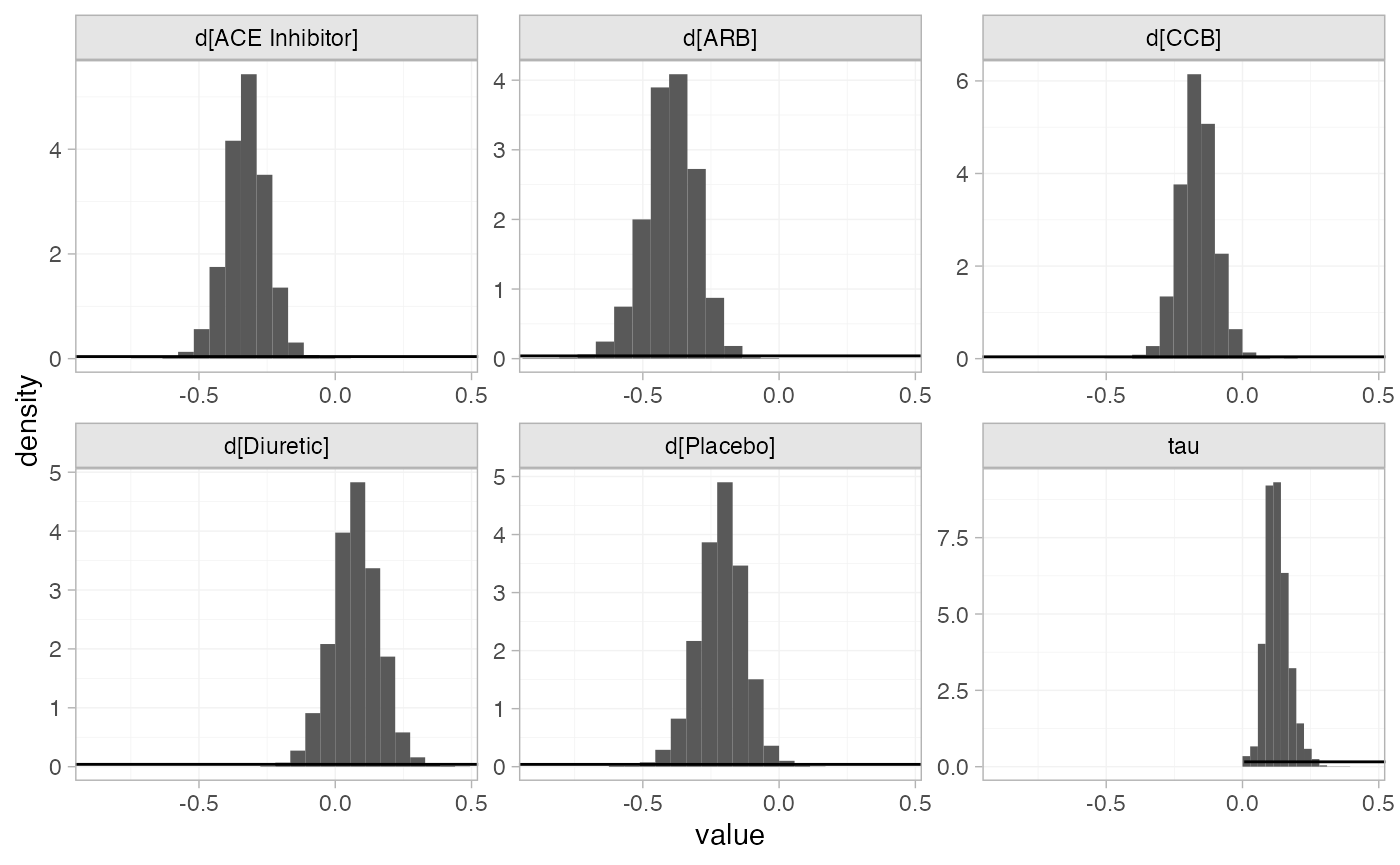 d[ACE Inhibitor] d[ARB] d[CCB]
4 2 0
4 3 2 1 0
6 4 2 0
-0.5 0.0 0.5 -0.5 0.0 0.5 -0.5 0.0 0.5
density
d[Diuretic] d[Placebo] tau
5 4 3 2 1 0
5 4 3 2 1 0
7.5 5.0 2.5 0.0
-0.5 0.0 0.5 -0.5 0.0 0.5 -0.5 0.0 0.5
value